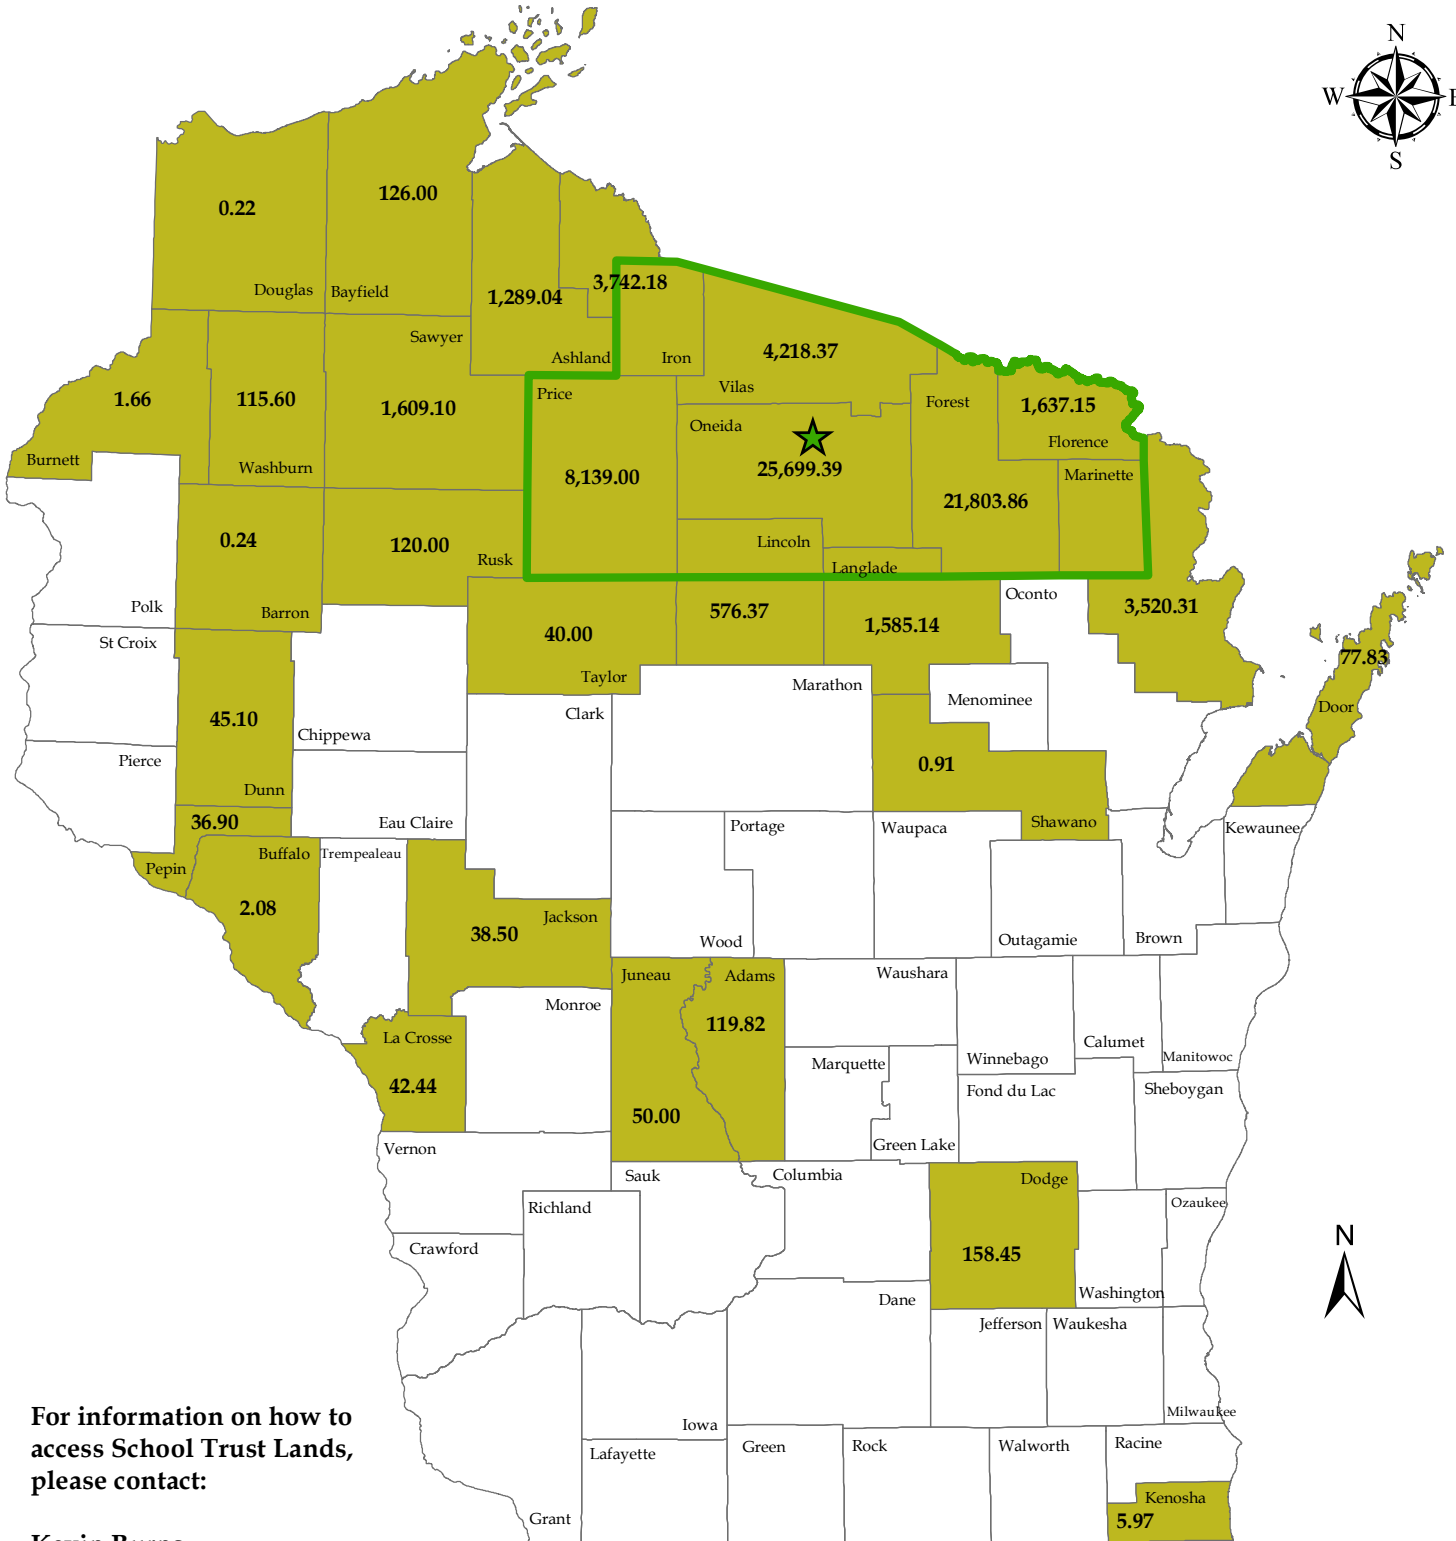 N
W
E
S
126.00
0.22
3,742.18
Douglas
Bayfield
1,289.04
Sawyer
4,218.37
Ashland
Iron
Vilas
Price
1.66
115.60
1,609.10
Forest
1,637.15
Oneida
Florence
Burnett
Washburn
25,699.39
8,139.00
Marinette
21,803.86
0.24
120.00
Lincoln
Rusk
Langlade
Polk
Barron
Oconto
576.37
3,520.31
40.00
1,585.14
St Croix
77.83
Taylor
Marathon
Menominee
Door
45.10
Clark
Chippewa
Pierce
0.91
Dunn
36.90
Eau Claire
Portage
Waupaca
Shawano
Kewaunee
Buffalo
Trempealeau
Pepin
2.08
Jackson
38.50
Wood
Outagamie
Brown
Juneau
Adams
Waushara
Monroe
119.82
La Crosse
Calumet
Marquette
Winnebago
Manitowoc
42.44
Fond du Lac
Sheboygan
50.00
Vernon
Green Lake
Sauk
Columbia
Dodge
Richland
Ozaukee
Crawford
158.45
N
Washington
Dane
Jefferson
Waukesha
Milwaukee
For information on how to
access School Trust Lands,
please contact:
Iowa
Lafayette
Green
Rock
Walworth
Racine
Kenosha
Grant
5.97
Kevin Burns